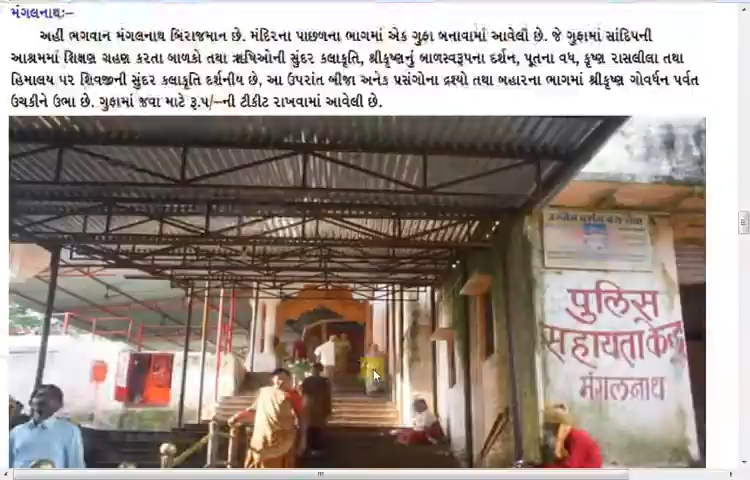 મંગલનાથઃ-
અહીં ભગવાન મંગલનાથ બિરાજમાન છે. મંદિરના પાછળના ભાગમાં એક ગુફા બનાવામાં આવેલી છે. જે ગુફામાં સાંદિપની
આશ્રમમાં શિક્ષણ ગ્રહણ કરતા બાળકો તથા ઋષિઓની સુંદર કલાકૃતિ, શ્રીકૃષ્ણનું બાળસ્વરૂપના દર્શન, પૂતના વધ, કૃષ્ણ રાસલીલા તથા
હિમાલય પર શિવજીની સુંદર કલાકૃતિ દર્શનીય છે, આ ઉપરાંત બીજા અનેક પ્રસંગોના દ્રશ્યો તથા બહારના ભાગમાં શ્રીકૃષ્ણ ગોવર્ધન પર્વત
ઉચકીને ઉભા છે. ગુફામાં જવા માટે રૂ.૫/–ની ટીકીટ રાખવામાં આવેલી છે.
पुलिस
सहायता केन्द्र
मंगलनाथ